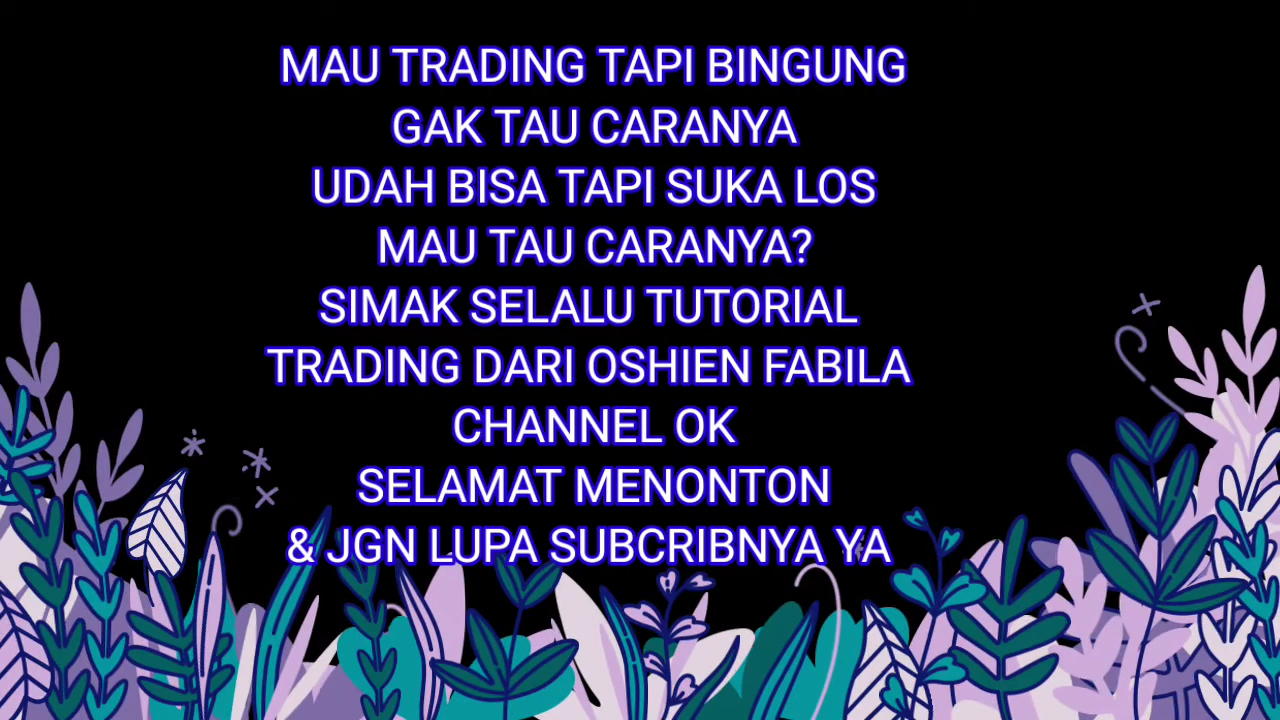 MAU TRADING TAPI BINGUNG
GAK TAU CARANYA
UDAH BISA TAPI SUKA LOS
MAU TAU CARANYA?
SIMAK SELALU TUTORIAL
TRADING DARI OSHIEN FABILA
CHANNEL OK
SELAMAT MENONTON
& JGN LUPA SUBCRIBNYA YA